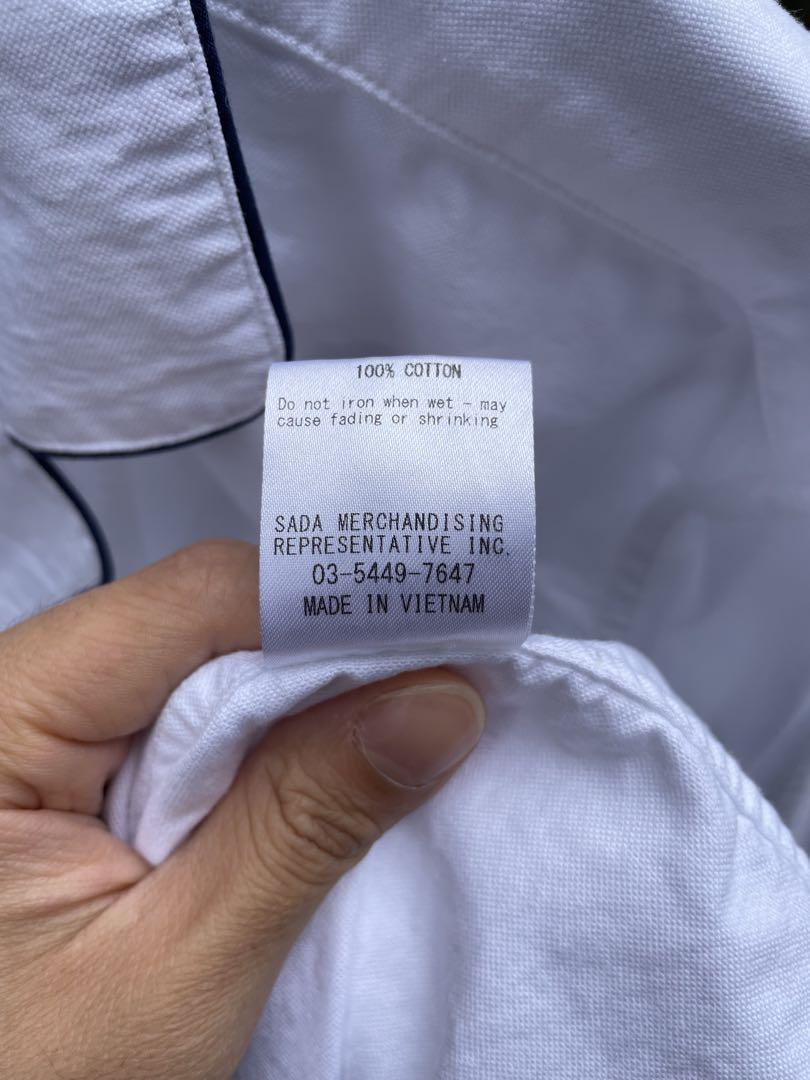 100% COTTON
Do not iron when wet - may
cause fading or shrinking
SADA MERCHANDISING
REPRESENTATIVE INC.
03-5449-7647
MADE IN VIETNAM